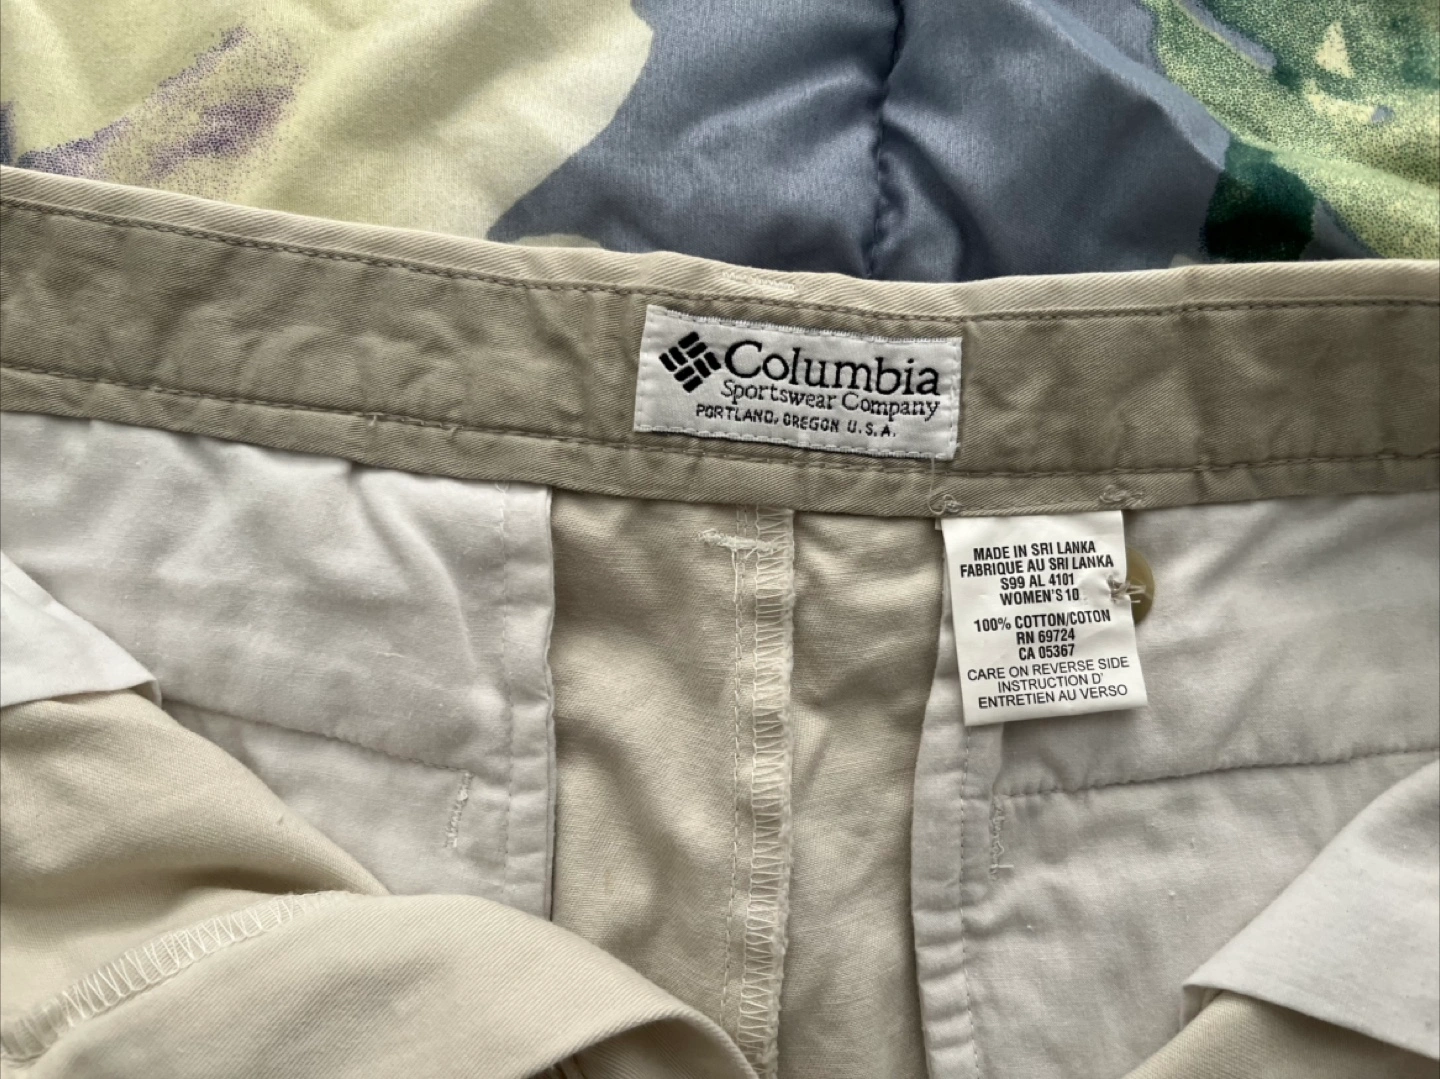 Columbia
Sportswear Company
PORTLAND, OREGON U.S.A.
MADE IN SRI LANKA
FABRIQUE AU SRI LANKA
S99 AL 4101
WOMEN'S 10
100% COTTON/COTON
RN 69724
CA 05367
CARE ON REVERSE SIDE
INSTRUCTION D'
ENTRETIEN AU VERSO